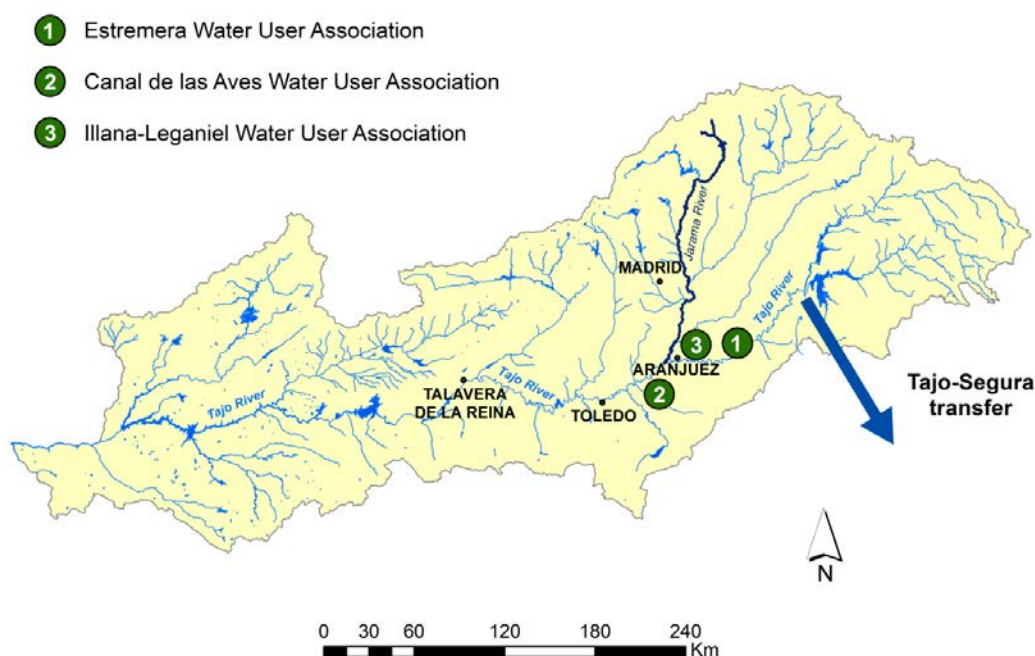 1 Estremera Water User Association
2 Canal de las Aves Water User Association
3 Illana-Leganiel Water User Association
Jarama River
MADRID
Tajo River
3 1
ARANJUEZ
2
Tajo-Segura
transfer
TALAVERA
DE LA REINA
Tajo River
TOLEDO
Tajo River
N
0 30 60 120 180 240
Km